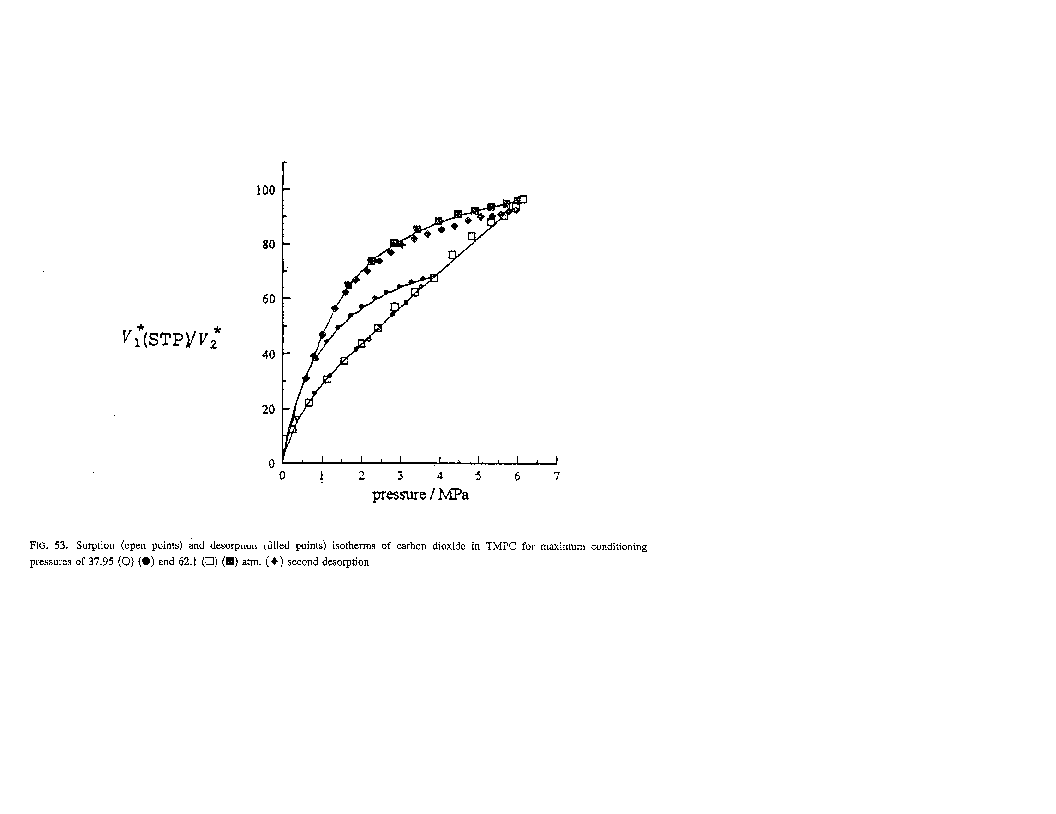 100
80
60
40
20
0
V₁*(STP)/V₂*
0 1 2 3 4 5 6 7
pressure / MPa
FIG. 53. Sorption (open points) and desorption (filled points) isotherms of carbon dioxide in TMPC for maximum conditioning
pressures of 37.95 (○) (●) and 62.1 (□) (■) atm. (◆) second desorption